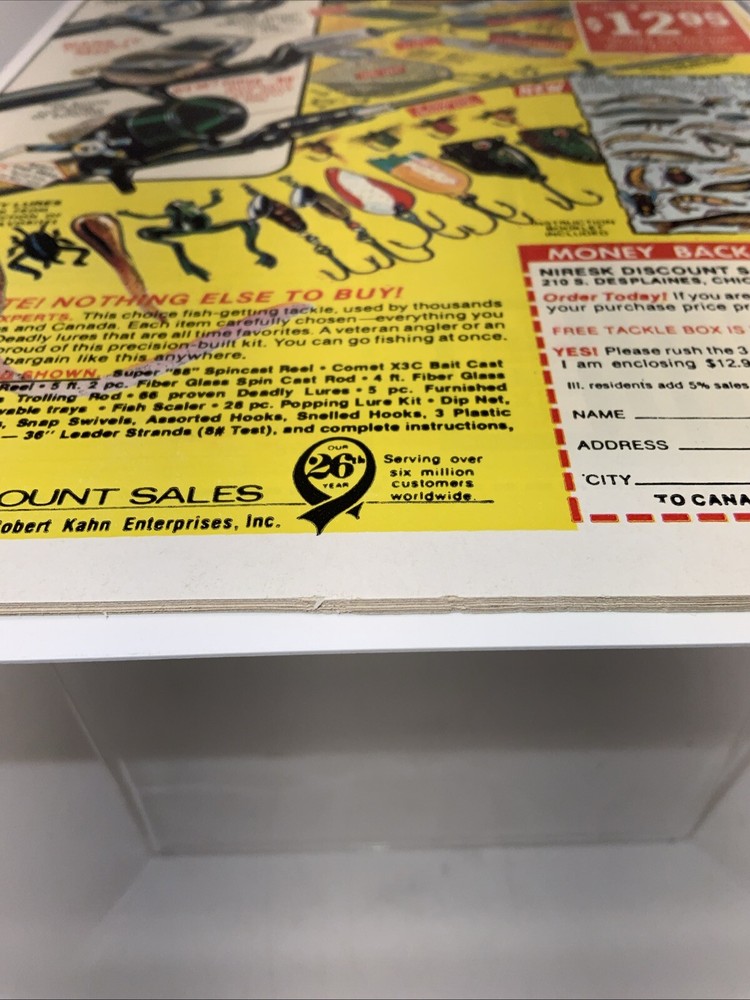 $12.95
NEW
INSTRUCTION
BOOKLET
INCLUDED
TE! NOTHING ELSE TO BUY!
XPERTS. This choice fish-getting tackle, used by thousands
s and Canada. Each item carefully chosen—everything you
Deadly lures that are all time favorites. A veteran angler or an
proud of this precision-built kit. You can go fishing at once.
bargain like this anywhere.
SHOWN. Super "88" Spincast Reel • Comet X3C Bait Cast
Reel • 5 ft. 2 pc. Fiber Glass Spin Cast Rod • 4 ft. Fiber Glass
Trolling Rod • 66 proven Deadly Lures • 5 pc. Furnished
vable trays • Fish Scaler • 28 pc. Popping Lure Kit • Dip Net,
, Snap Swivels, Assorted Hooks, Snelled Hooks, 3 Plastic
— 36" Leader Strands (8# Test), and complete instructions,
OUNT SALES
obert Kahn Enterprises, Inc.
OUR
26th
YEAR
Serving over
six million
customers
worldwide.
MONEY BACK
NIRESK DISCOUNT S
210 S. DESPLAINES, CHIC
Order Today! If you are
your purchase price pr
FREE TACKLE BOX IS
YES! Please rush the 3
I am enclosing $12.9
Ill. residents add 5% sales
NAME
ADDRESS
CITY
TO CANA